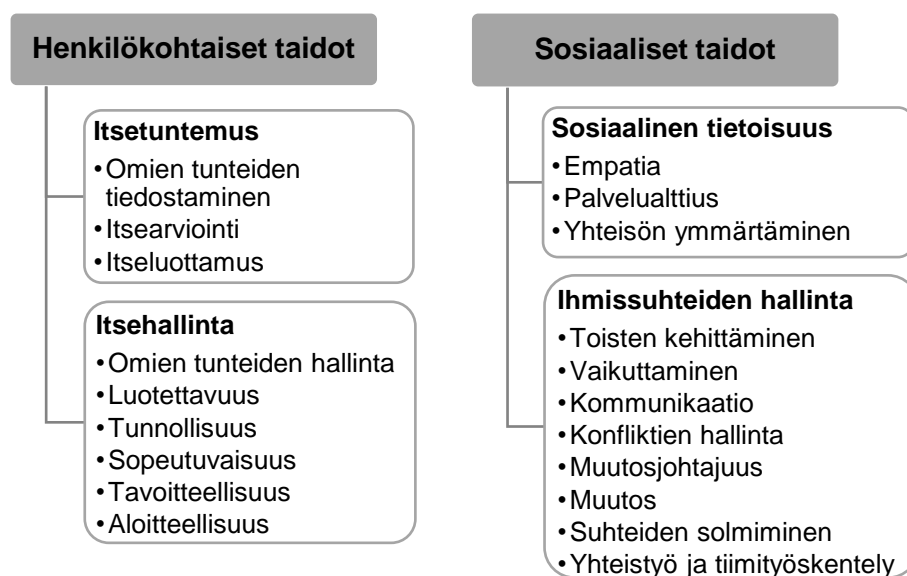 Henkilökohtaiset taidot
Itsetuntemus
•Omien tunteiden
tiedostaminen
•Itsearviointi
•Itseluottamus
Itsehallinta
•Omien tunteiden hallinta
•Luotettavuus
•Tunnollisuus
•Sopeutuvaisuus
•Tavoitteellisuus
•Aloitteellisuus
Sosiaaliset taidot
Sosiaalinen tietoisuus
•Empatia
•Palvelualttius
•Yhteisön ymmärtäminen
Ihmissuhteiden hallinta
•Toisten kehittäminen
•Vaikuttaminen
•Kommunikaatio
•Konfliktien hallinta
•Muutosjohtajuus
•Muutos
•Suhteiden solmiminen
•Yhteistyö ja tiimityöskentely